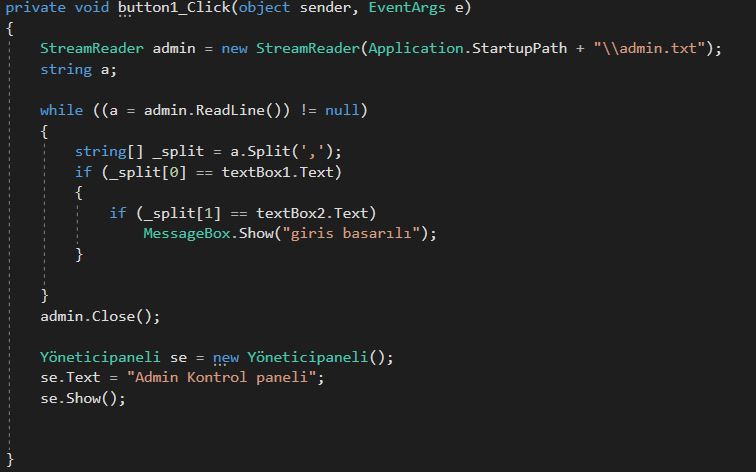 private void button1_Click(object sender, EventArgs e)
{
StreamReader admin = new StreamReader(Application.StartupPath + "\\admin.txt");
string a;
while ((a = admin.ReadLine()) != null)
{
string[] _split = a.Split(',');
if (_split[0] == textBox1.Text)
{
if (_split[1] == textBox2.Text)
MessageBox.Show("giris basarılı");
}
}
admin.Close();
Yöneticipaneli se = new Yöneticipaneli();
se.Text = "Admin Kontrol paneli";
se.Show();
}